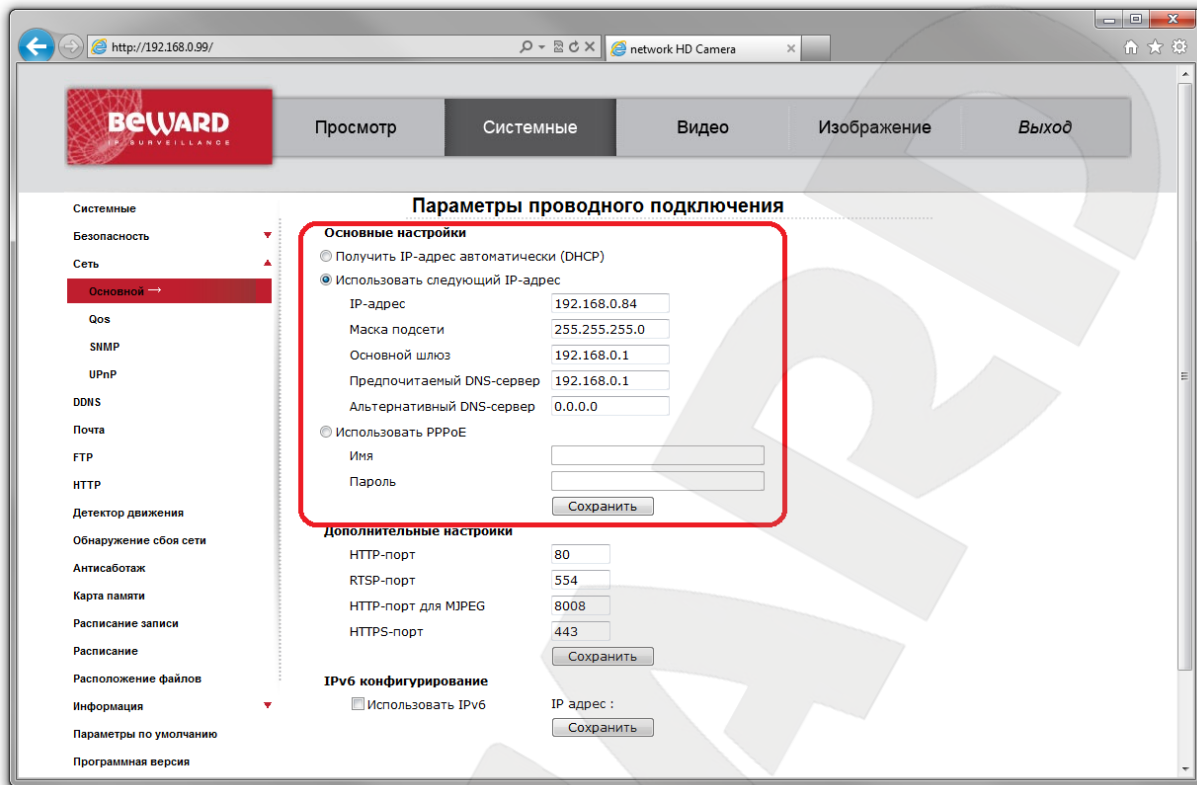 http://192.168.0.99/
network HD Camera
BEWARD
IP SURVEILLANCE
Просмотр
Системные
Видео
Изображение
Выход
Системные
Безопасность
Сеть
Основной →
Qos
SNMP
UPnP
DDNS
Почта
FTP
HTTP
Детектор движения
Обнаружение сбоя сети
Антисаботаж
Карта памяти
Расписание записи
Расписание
Расположение файлов
Информация
Параметры по умолчанию
Программная версия
Параметры проводного подключения
Основные настройки
Получить IP-адрес автоматически (DHCP)
Использовать следующий IP-адрес
IP-адрес 192.168.0.84
Маска подсети 255.255.255.0
Основной шлюз 192.168.0.1
Предпочитаемый DNS-сервер 192.168.0.1
Альтернативный DNS-сервер 0.0.0.0
Использовать PPPoE
Имя
Пароль
Сохранить
Дополнительные настройки
HTTP-порт 80
RTSP-порт 554
HTTP-порт для MJPEG 8008
HTTPS-порт 443
Сохранить
IPv6 конфигурирование
Использовать IPv6 IP адрес :
Сохранить